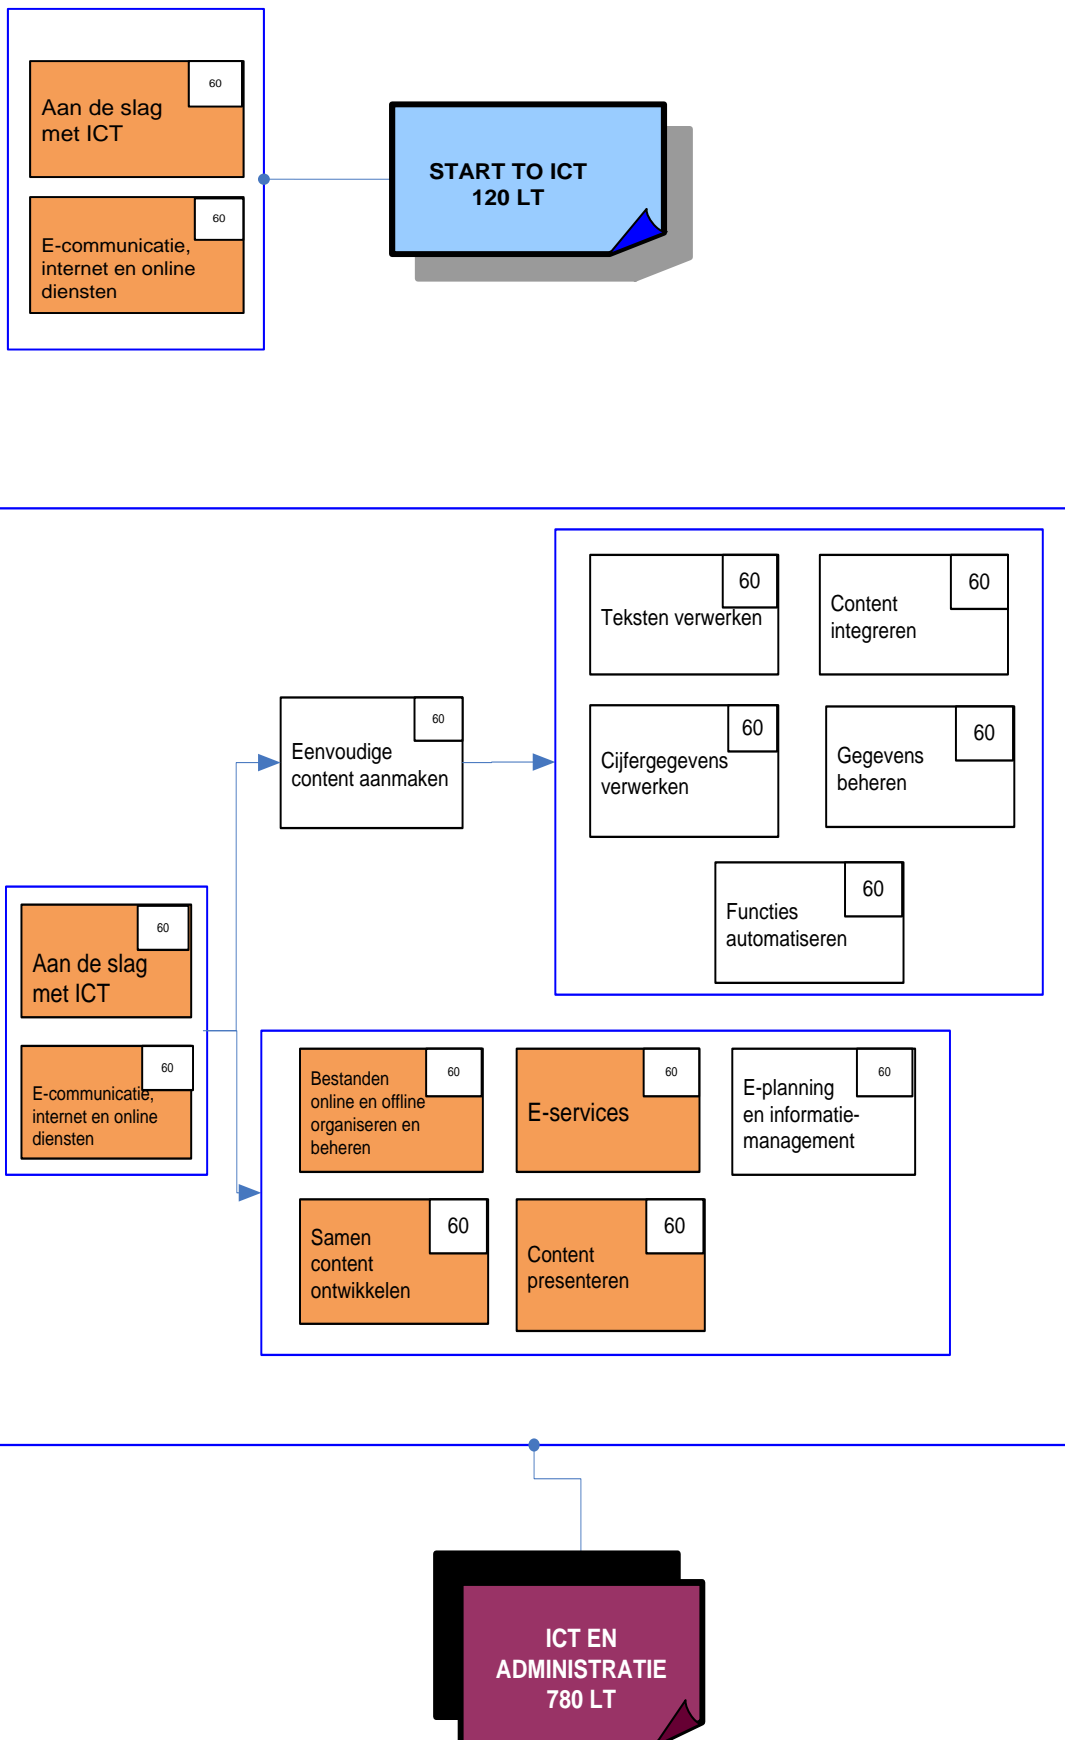 60
Aan de slag
met ICT
60
E-communicatie,
internet en online
diensten
START TO ICT
120 LT
60
Teksten verwerken
60
Content
integreren
60
Eenvoudige
content aanmaken
60
Cijfergegevens
verwerken
60
Gegevens
beheren
60
Functies
automatiseren
60
Aan de slag
met ICT
60
E-communicatie,
internet en online
diensten
60
Bestanden
online en offline
organiseren en
beheren
60
E-services
60
E-planning
en informatie-
management
60
Samen
content
ontwikkelen
60
Content
presenteren
ICT EN
ADMINISTRATIE
780 LT